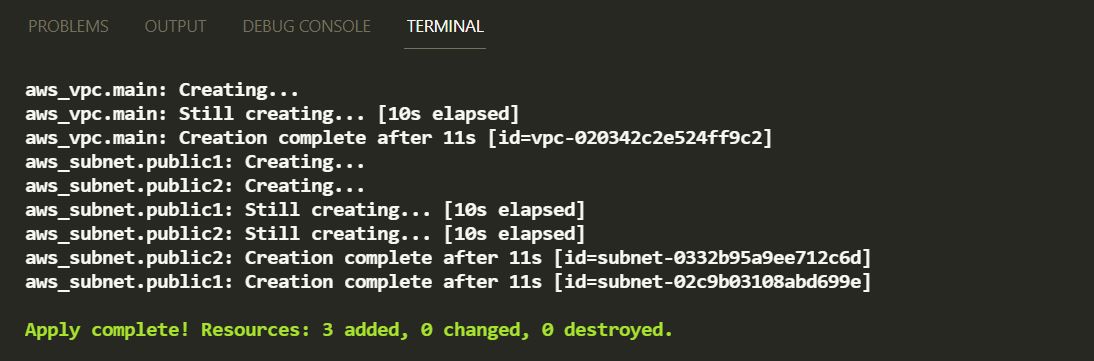 PROBLEMS OUTPUT DEBUG CONSOLE TERMINAL
aws_vpc.main: Creating...
aws_vpc.main: Still creating... [10s elapsed]
aws_vpc.main: Creation complete after 11s [id=vpc-020342c2e524ff9c2]
aws_subnet.public1: Creating...
aws_subnet.public2: Creating...
aws_subnet.public1: Still creating... [10s elapsed]
aws_subnet.public2: Still creating... [10s elapsed]
aws_subnet.public2: Creation complete after 11s [id=subnet-0332b95a9ee712c6d]
aws_subnet.public1: Creation complete after 11s [id=subnet-02c9b03108abd699e]
Apply complete! Resources: 3 added, 0 changed, 0 destroyed.